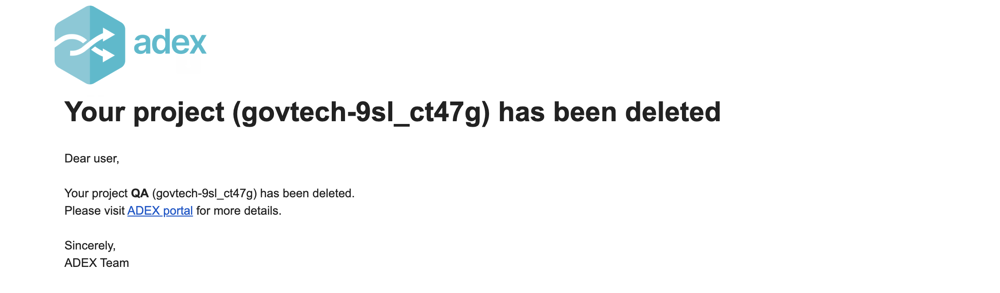 adex
Your project (govtech-9sl_ct47g) has been deleted
Dear user,
Your project QA (govtech-9sl_ct47g) has been deleted.
Please visit ADEX portal for more details.
Sincerely,
ADEX Team